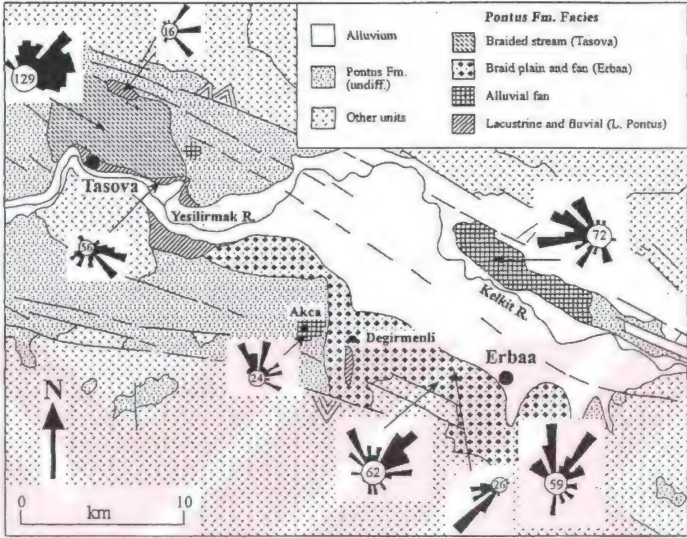 Pontus Fm. Facies
Alluvium
Pontus Fm.
(undiff.)
Other units
Braided stream (Tasova)
Braid plain and fan (Erbaa)
Alluvial fan
Lacustrine and fluvial (L. Pontus)
16
129
Tasova
Yesilirmak R.
56
72
Kelkit R.
Akca
Degirmenli
Erbaa
24
N
62
26
59
0 10
km